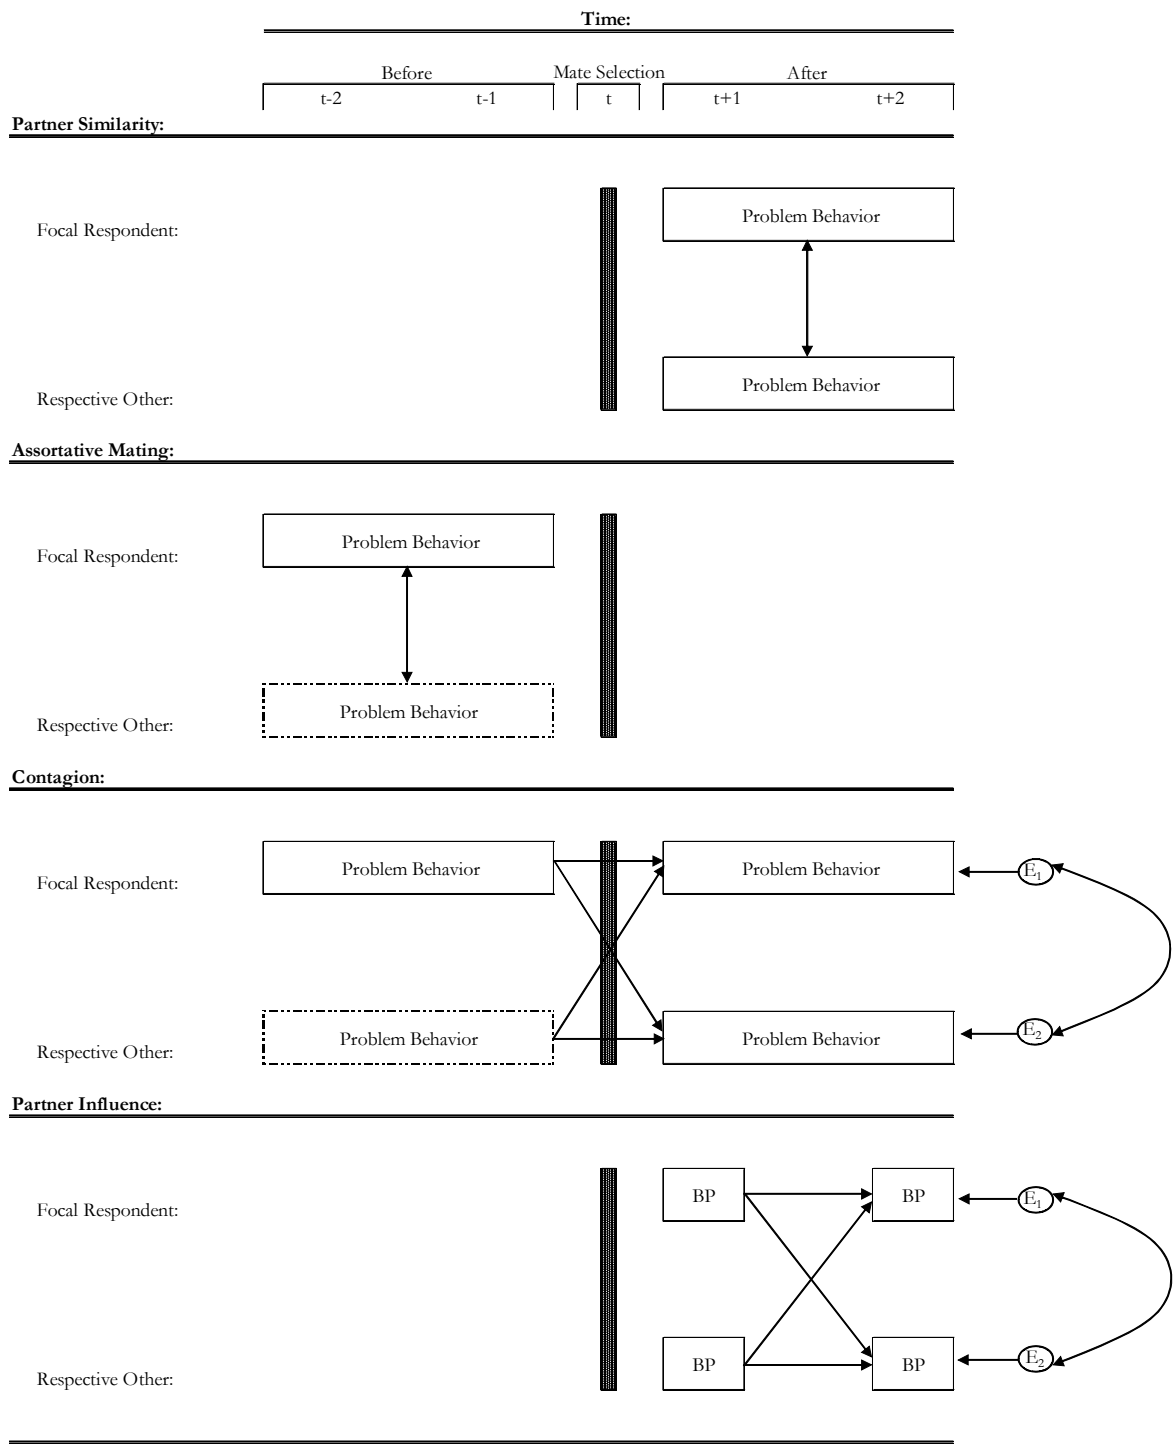 Time:
Before Mate Selection After
t-2 t-1 t t+1 t+2
Partner Similarity:
Problem Behavior
Focal Respondent:
Problem Behavior
Respective Other:
Assortative Mating:
Problem Behavior
Focal Respondent:
Problem Behavior
Respective Other:
Contagion:
Problem Behavior Problem Behavior E1
Focal Respondent:
Problem Behavior Problem Behavior E2
Respective Other:
Partner Influence:
BP BP E1
Focal Respondent:
BP BP E2
Respective Other: